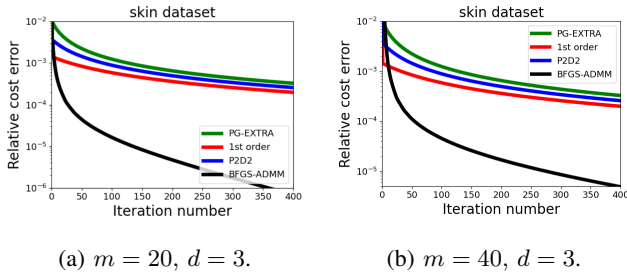 skin dataset
Relative cost error
10⁻²
10⁻³
10⁻⁴
10⁻⁵
10⁻⁶
PG-EXTRA
1st order
P2D2
BFGS-ADMM
0 50 100 150 200 250 300 350 400
Iteration number
(a) m = 20, d = 3.
skin dataset
Relative cost error
10⁻²
10⁻³
10⁻⁴
10⁻⁵
PG-EXTRA
1st order
P2D2
BFGS-ADMM
0 50 100 150 200 250 300 350 400
Iteration number
(b) m = 40, d = 3.